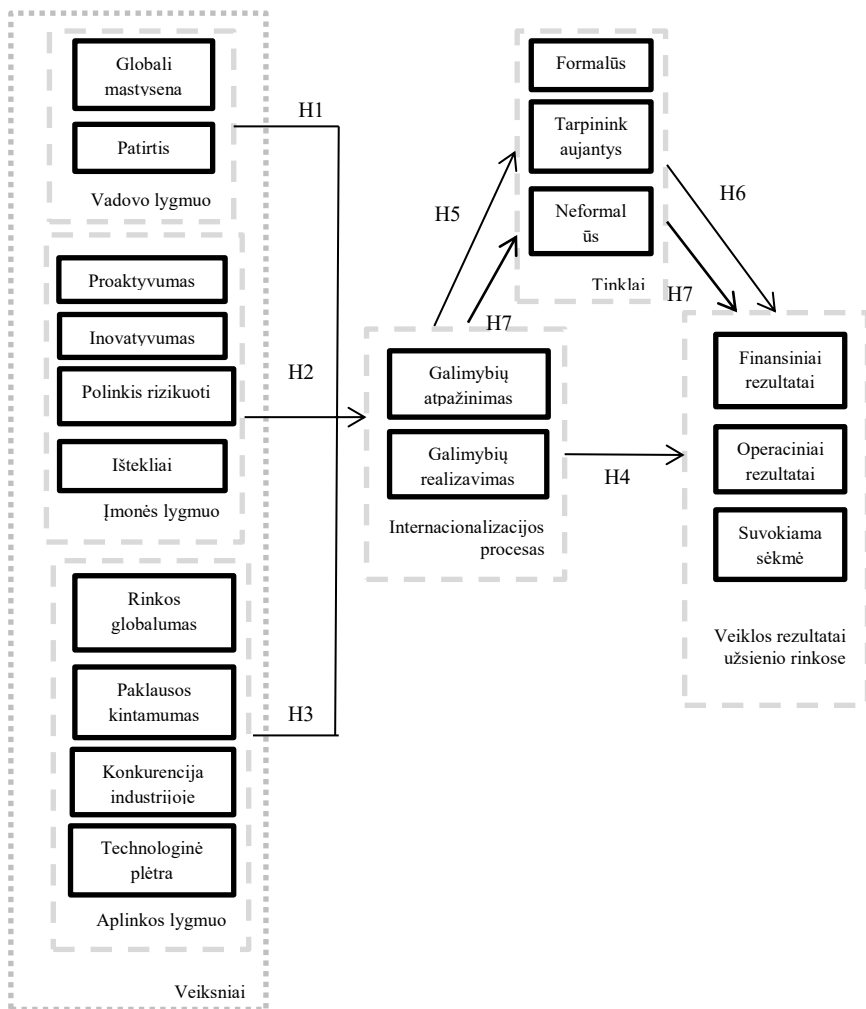 Globali
mastysena
Patirtis
Vadovo lygmuo
H1
Proaktyvumas
Inovatyvumas
Polinkis rizikuoti
Ištekliai
Įmonės lygmuo
H2
Rinkos
globalumas
Paklausos
kintamumas
Konkurencija
industrijoje
Technologinė
plėtra
Aplinkos lygmuo
H3
Veiksniai
Galimybių
atpažinimas
Galimybių
realizavimas
Internacionalizacijos
procesas
H5
H7
Formalūs
Tarpinink
aujantys
Neformal
ūs
Tinklai
H6
H7
H4
Finansiniai
rezultatai
Operaciniai
rezultatai
Suvokiama
sėkmė
Veiklos rezultatai
užsienio rinkose